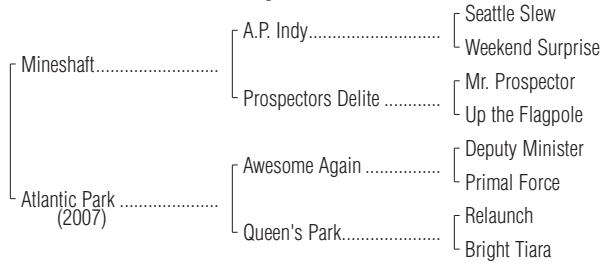 Seattle Slew
A.P. Indy..............................
Weekend Surprise
Mineshaft............................
Mr. Prospector
Prospectors Delite .............
Up the Flagpole
Deputy Minister
Awesome Again .................
Primal Force
Atlantic Park ......................
(2007)
Relaunch
Queen's Park......................
Bright Tiara